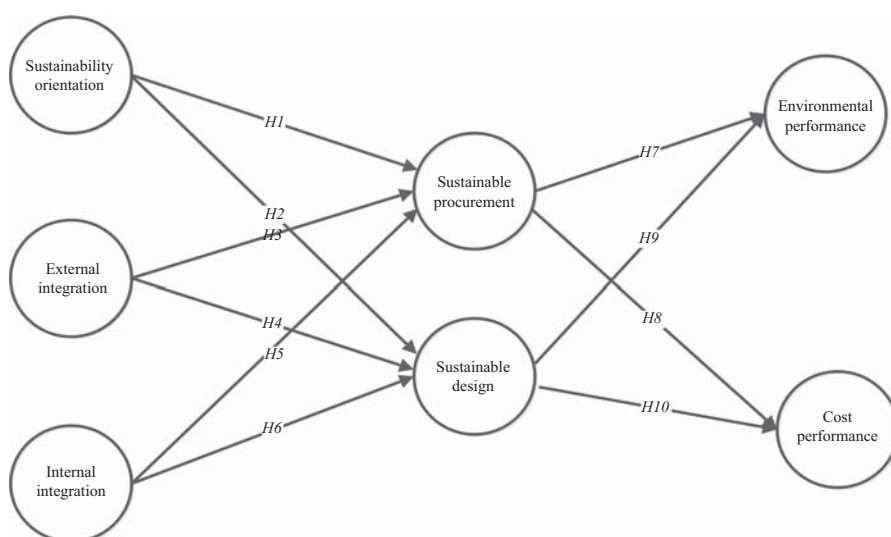 Sustainability
orientation
Environmental
performance
H1
H7
Sustainable
procurement
H2
H3
H9
External
integration
H4
H8
H5
Sustainable
design
H10
H6
Cost
performance
Internal
integration